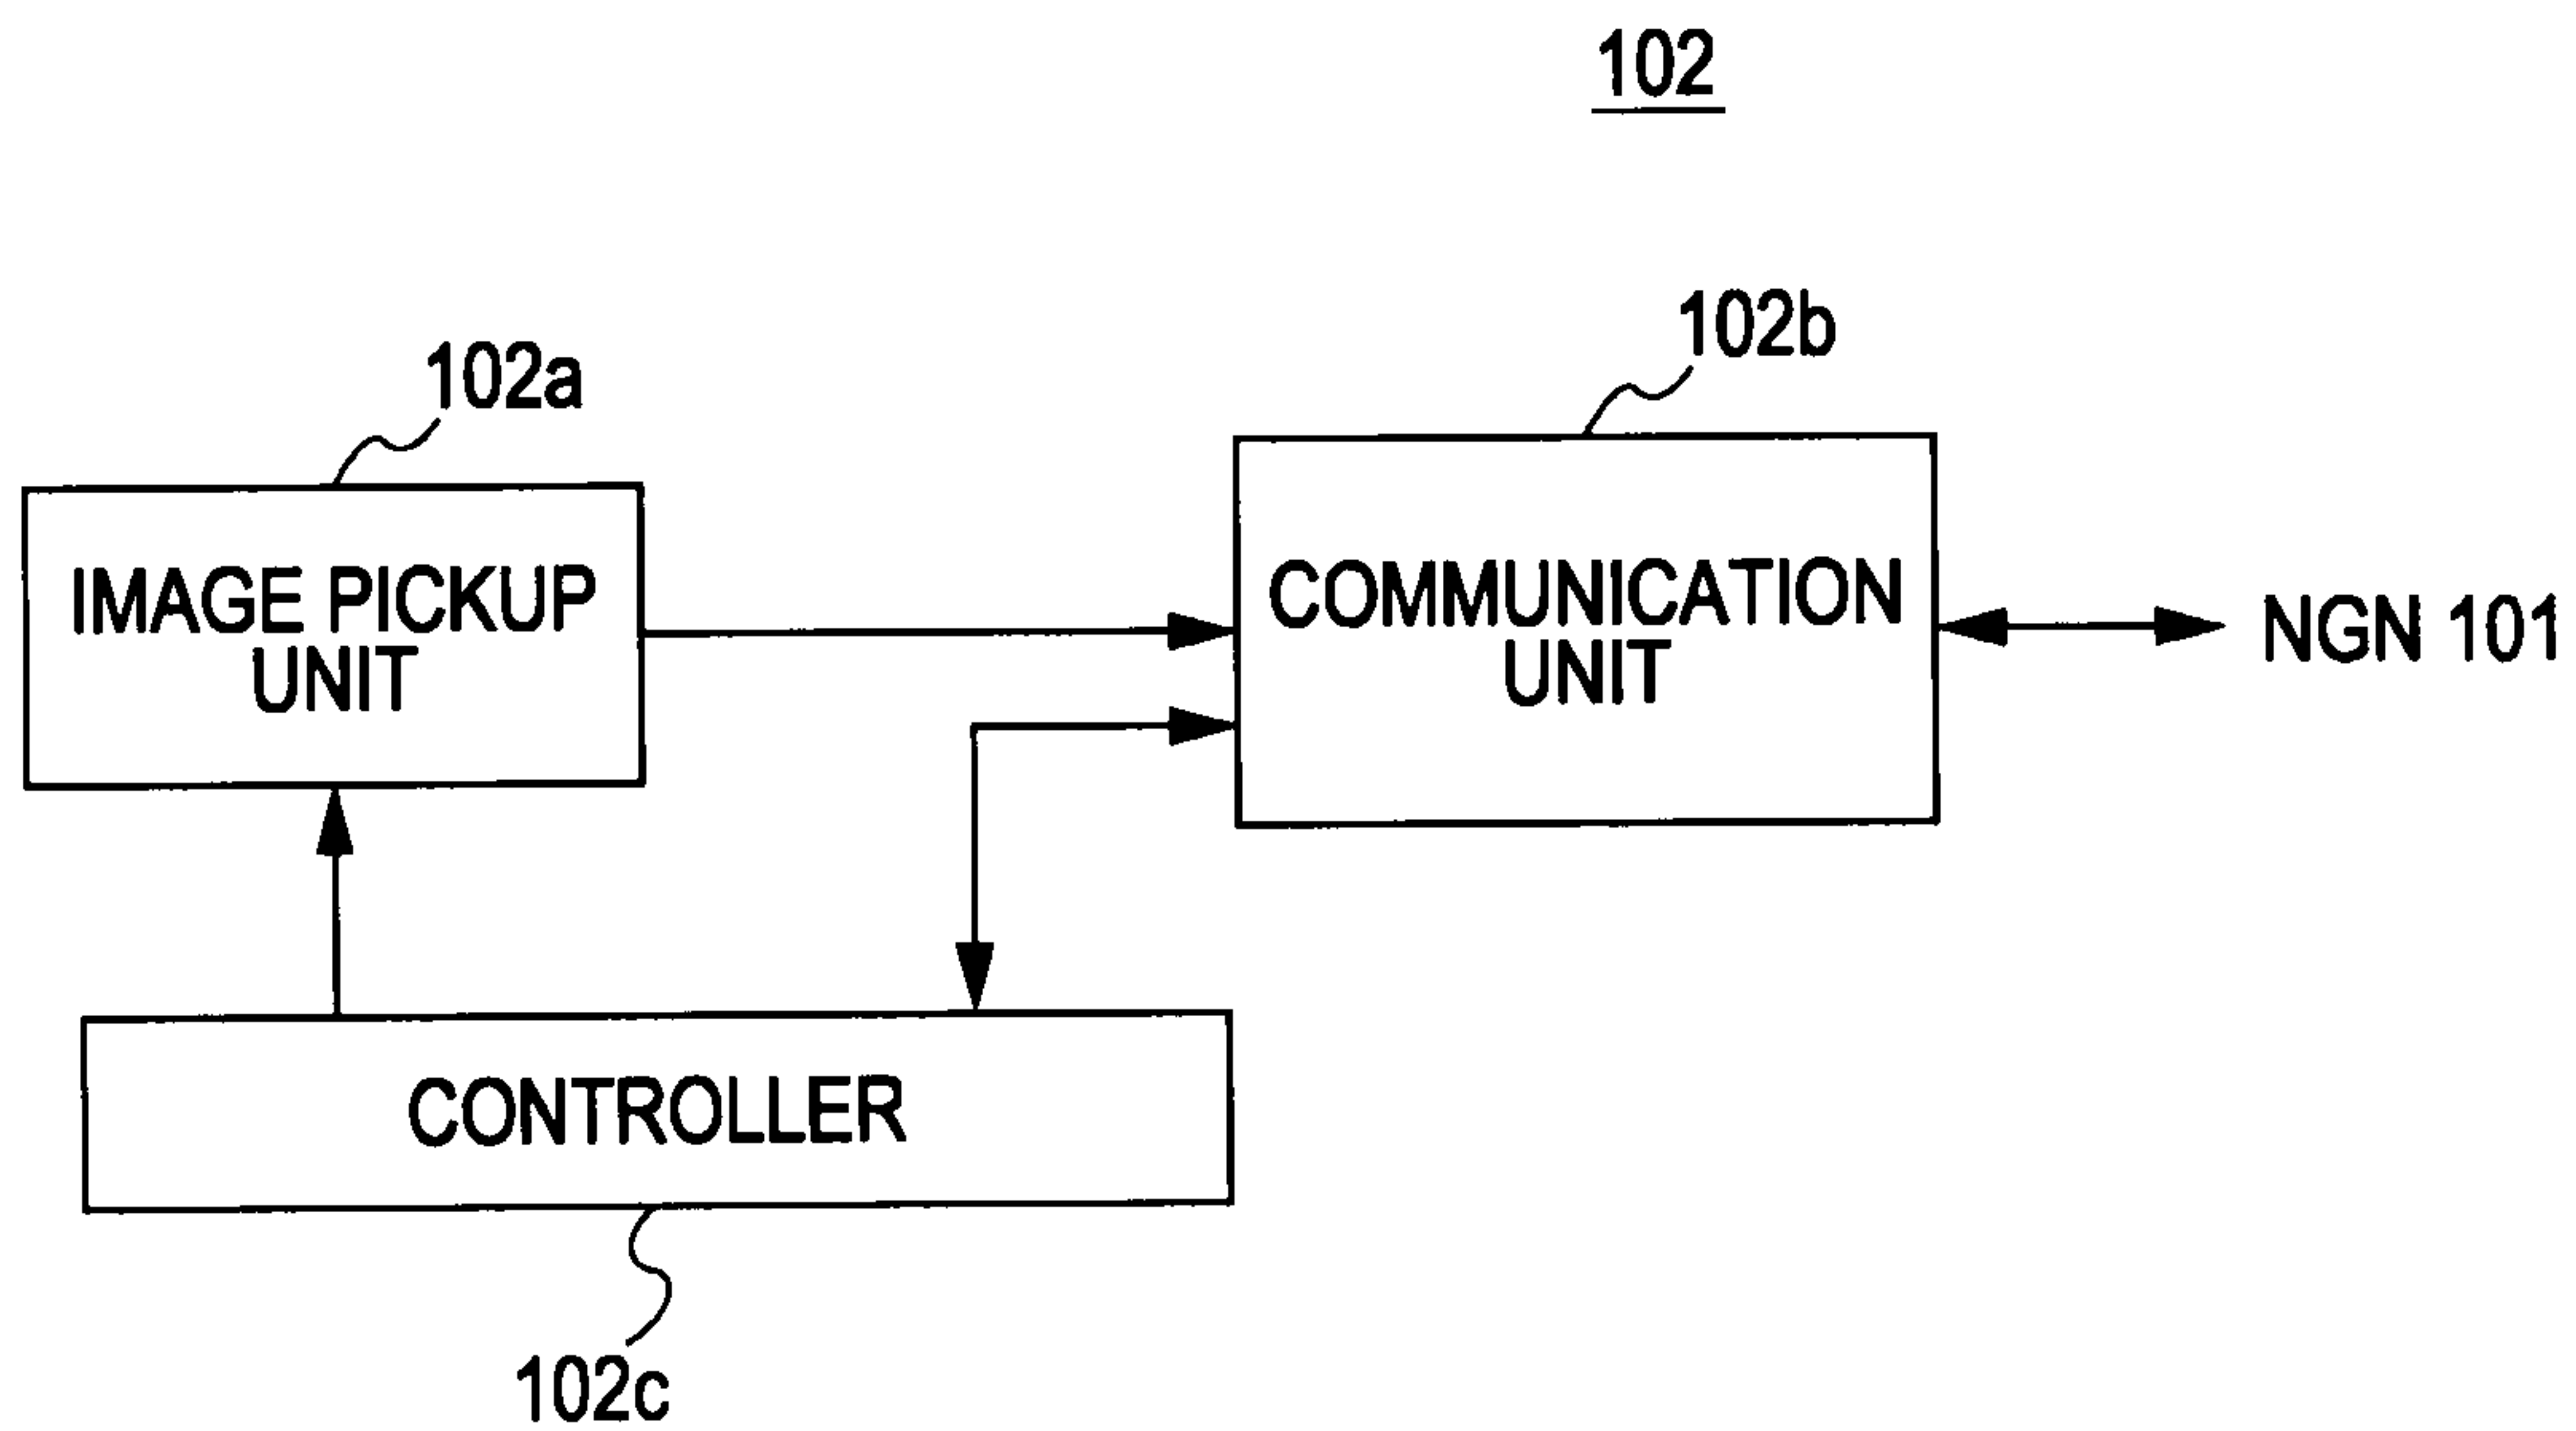 102
102a
102b
IMAGE PICKUP
UNIT
COMMUNICATION
UNIT
NGN 101
CONTROLLER
102c